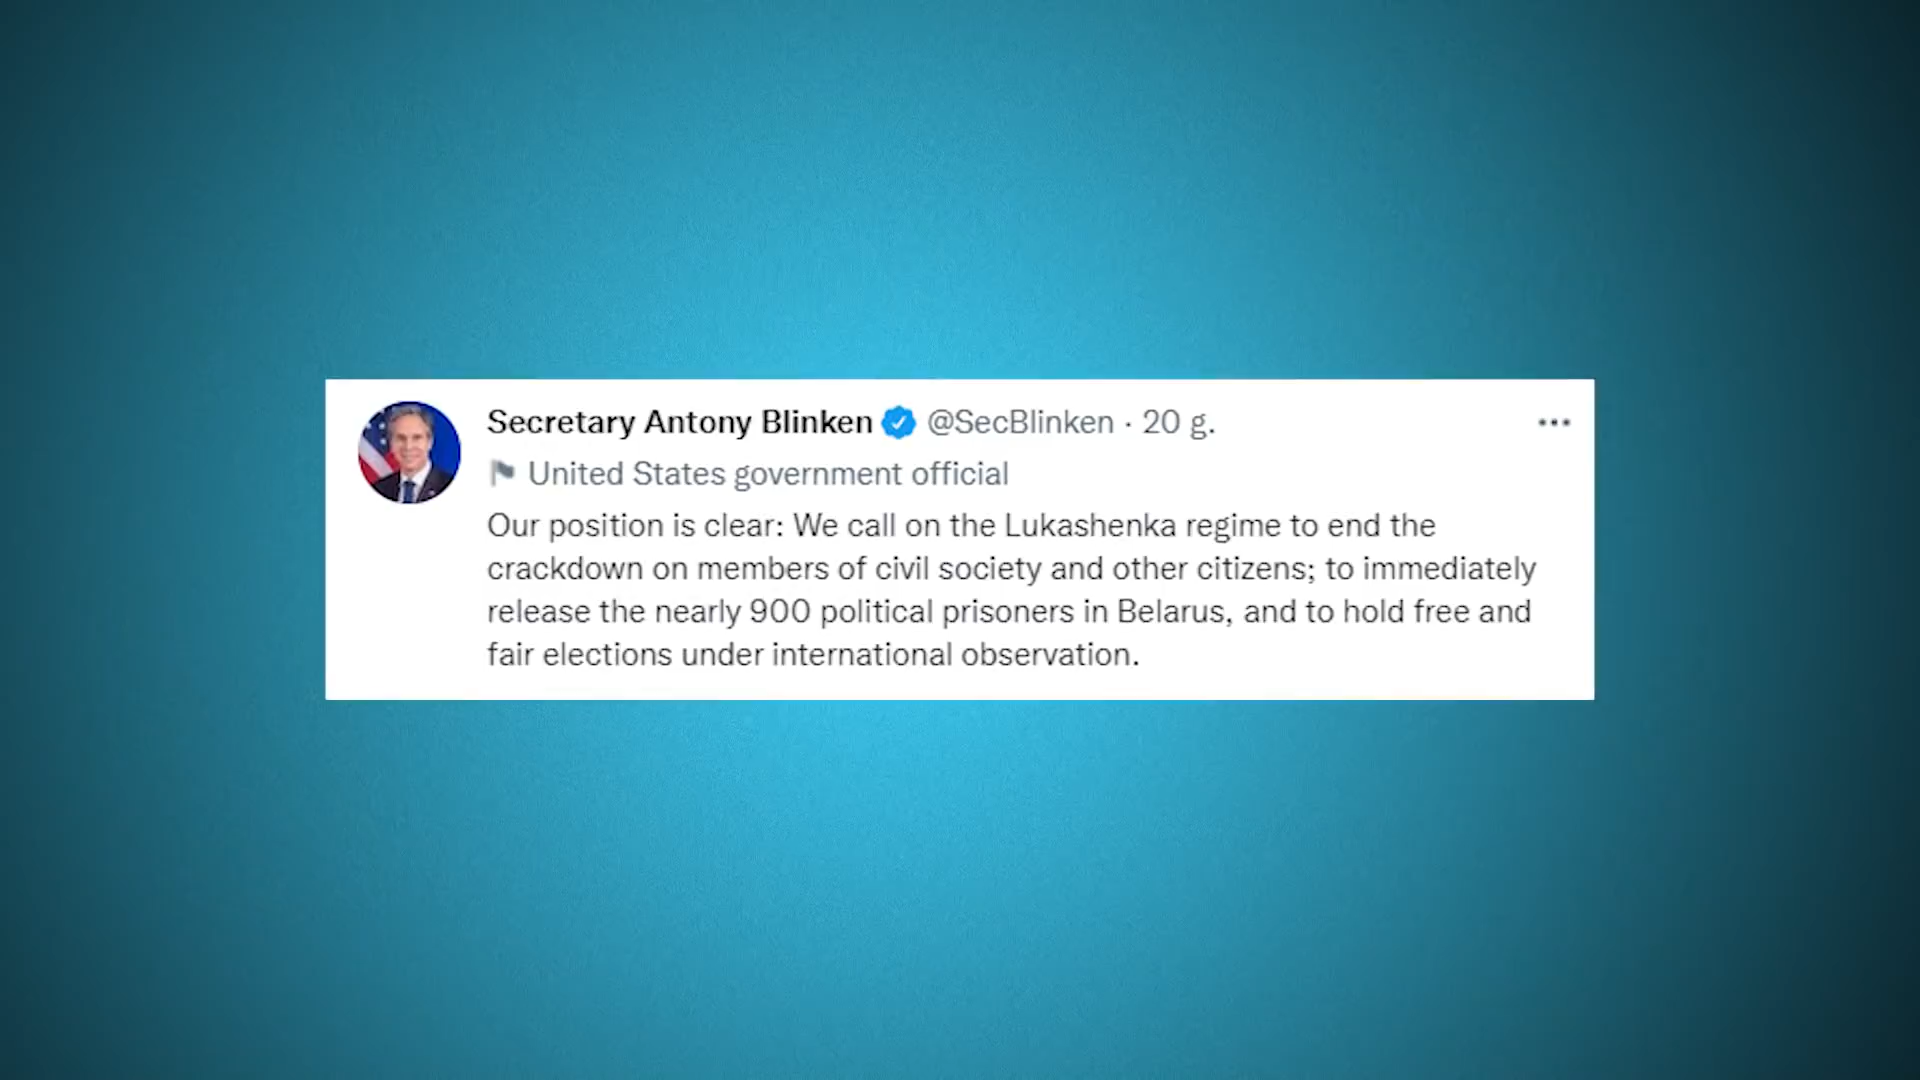 Secretary Antony Blinken @SecBlinken · 20 g.
United States government official
Our position is clear: We call on the Lukashenka regime to end the
crackdown on members of civil society and other citizens; to immediately
release the nearly 900 political prisoners in Belarus, and to hold free and
fair elections under international observation.